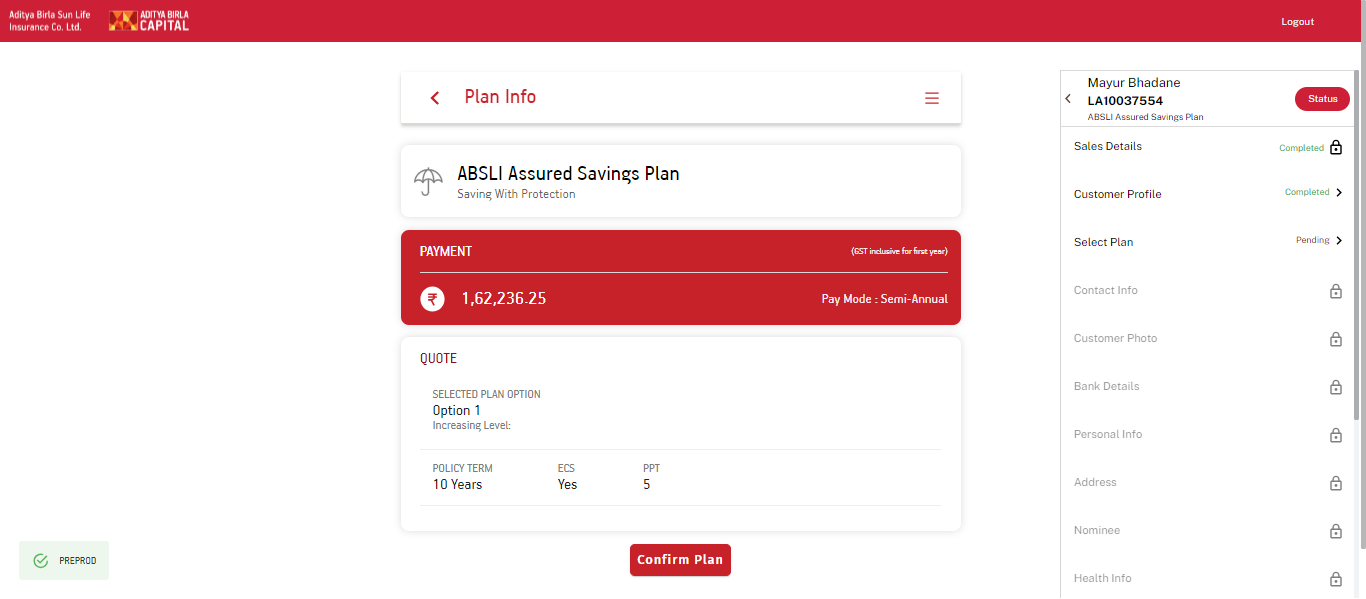 Aditya Birla Sun Life
Insurance Co. Ltd.
ADITYA BIRLA
CAPITAL
Logout
Plan Info
ABSLI Assured Savings Plan
Saving With Protection
PAYMENT
(GST inclusive for first year)
₹ 1,62,236.25
Pay Mode : Semi-Annual
QUOTE
SELECTED PLAN OPTION
Option 1
Increasing Level:
POLICY TERM ECS PPT
10 Years Yes 5
Confirm Plan
PREPROD
Mayur Bhadane
LA10037554
ABSLI Assured Savings Plan
Status
Sales Details Completed
Customer Profile Completed
Select Plan Pending
Contact Info
Customer Photo
Bank Details
Personal Info
Address
Nominee
Health Info